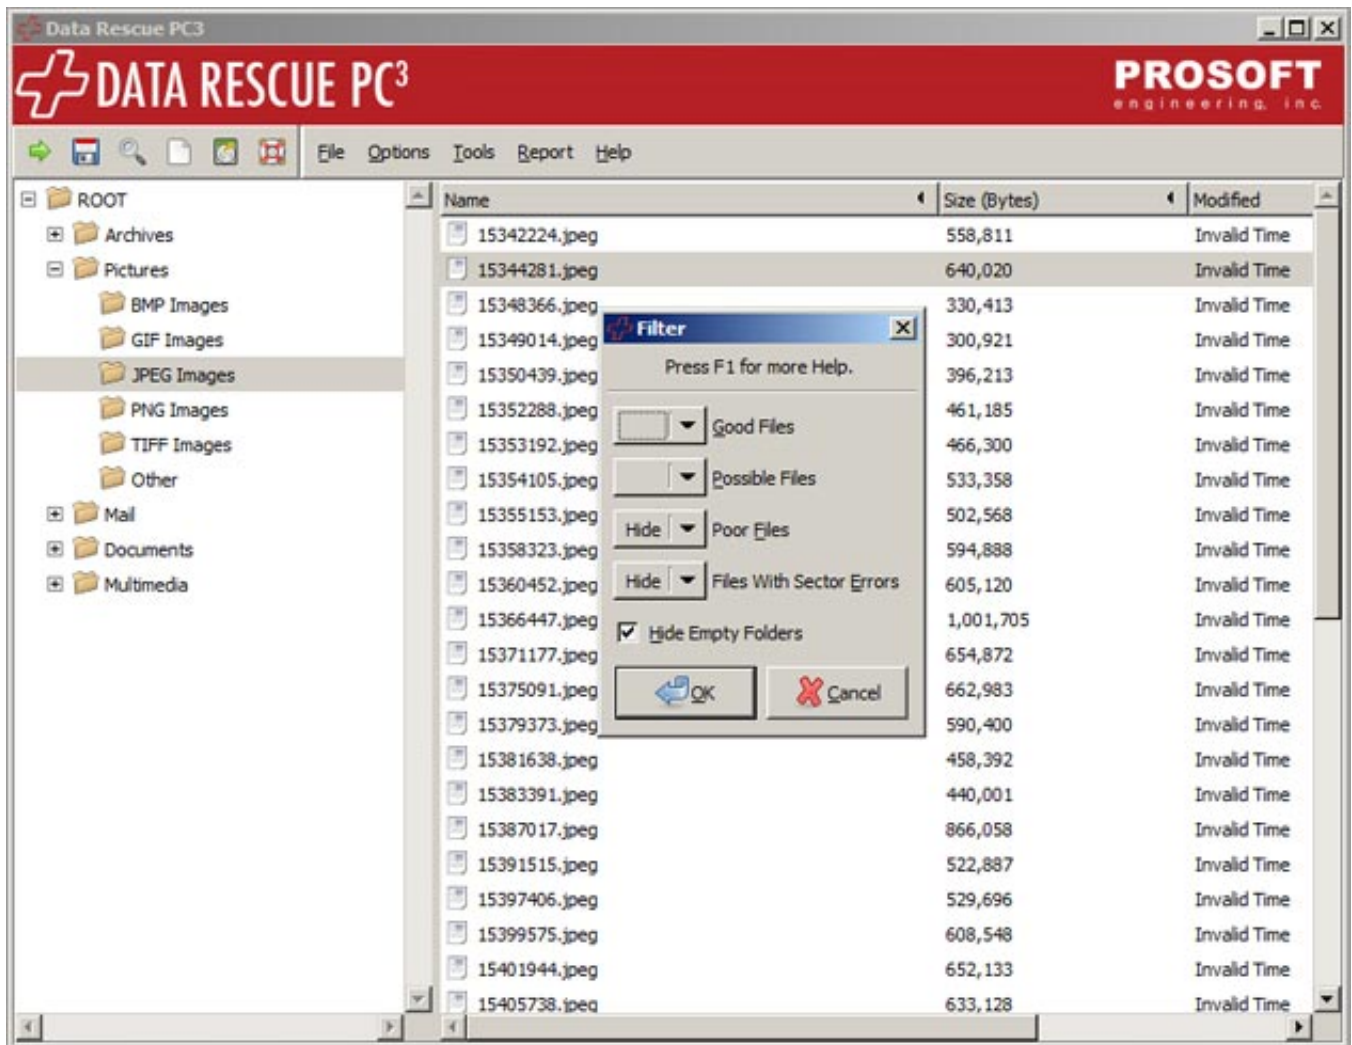 Data Rescue PC3
DATA RESCUE PC³
PROSOFT
engineering, inc.
File Options Tools Report Help
ROOT
Archives
Pictures
BMP Images
GIF Images
JPEG Images
PNG Images
TIFF Images
Other
Mail
Documents
Multimedia
Name Size (Bytes) Modified
15342224.jpeg 558,811 Invalid Time
15344281.jpeg 640,020 Invalid Time
15348366.jpeg 330,413 Invalid Time
15349014.jpeg 300,921 Invalid Time
15350439.jpeg 396,213 Invalid Time
15352288.jpeg 461,185 Invalid Time
15353192.jpeg 466,300 Invalid Time
15354105.jpeg 533,358 Invalid Time
15355153.jpeg 502,568 Invalid Time
15358323.jpeg 594,888 Invalid Time
15360452.jpeg 605,120 Invalid Time
15366447.jpeg 1,001,705 Invalid Time
15371177.jpeg 654,872 Invalid Time
15375091.jpeg 662,983 Invalid Time
15379373.jpeg 590,400 Invalid Time
15381638.jpeg 458,392 Invalid Time
15383391.jpeg 440,001 Invalid Time
15387017.jpeg 866,058 Invalid Time
15391515.jpeg 522,887 Invalid Time
15397406.jpeg 529,696 Invalid Time
15399575.jpeg 608,548 Invalid Time
15401944.jpeg 652,133 Invalid Time
15405738.jpeg 633,128 Invalid Time
Filter
Press F1 for more Help.
Good Files
Possible Files
Hide Poor Files
Hide Files With Sector Errors
Hide Empty Folders
OK Cancel